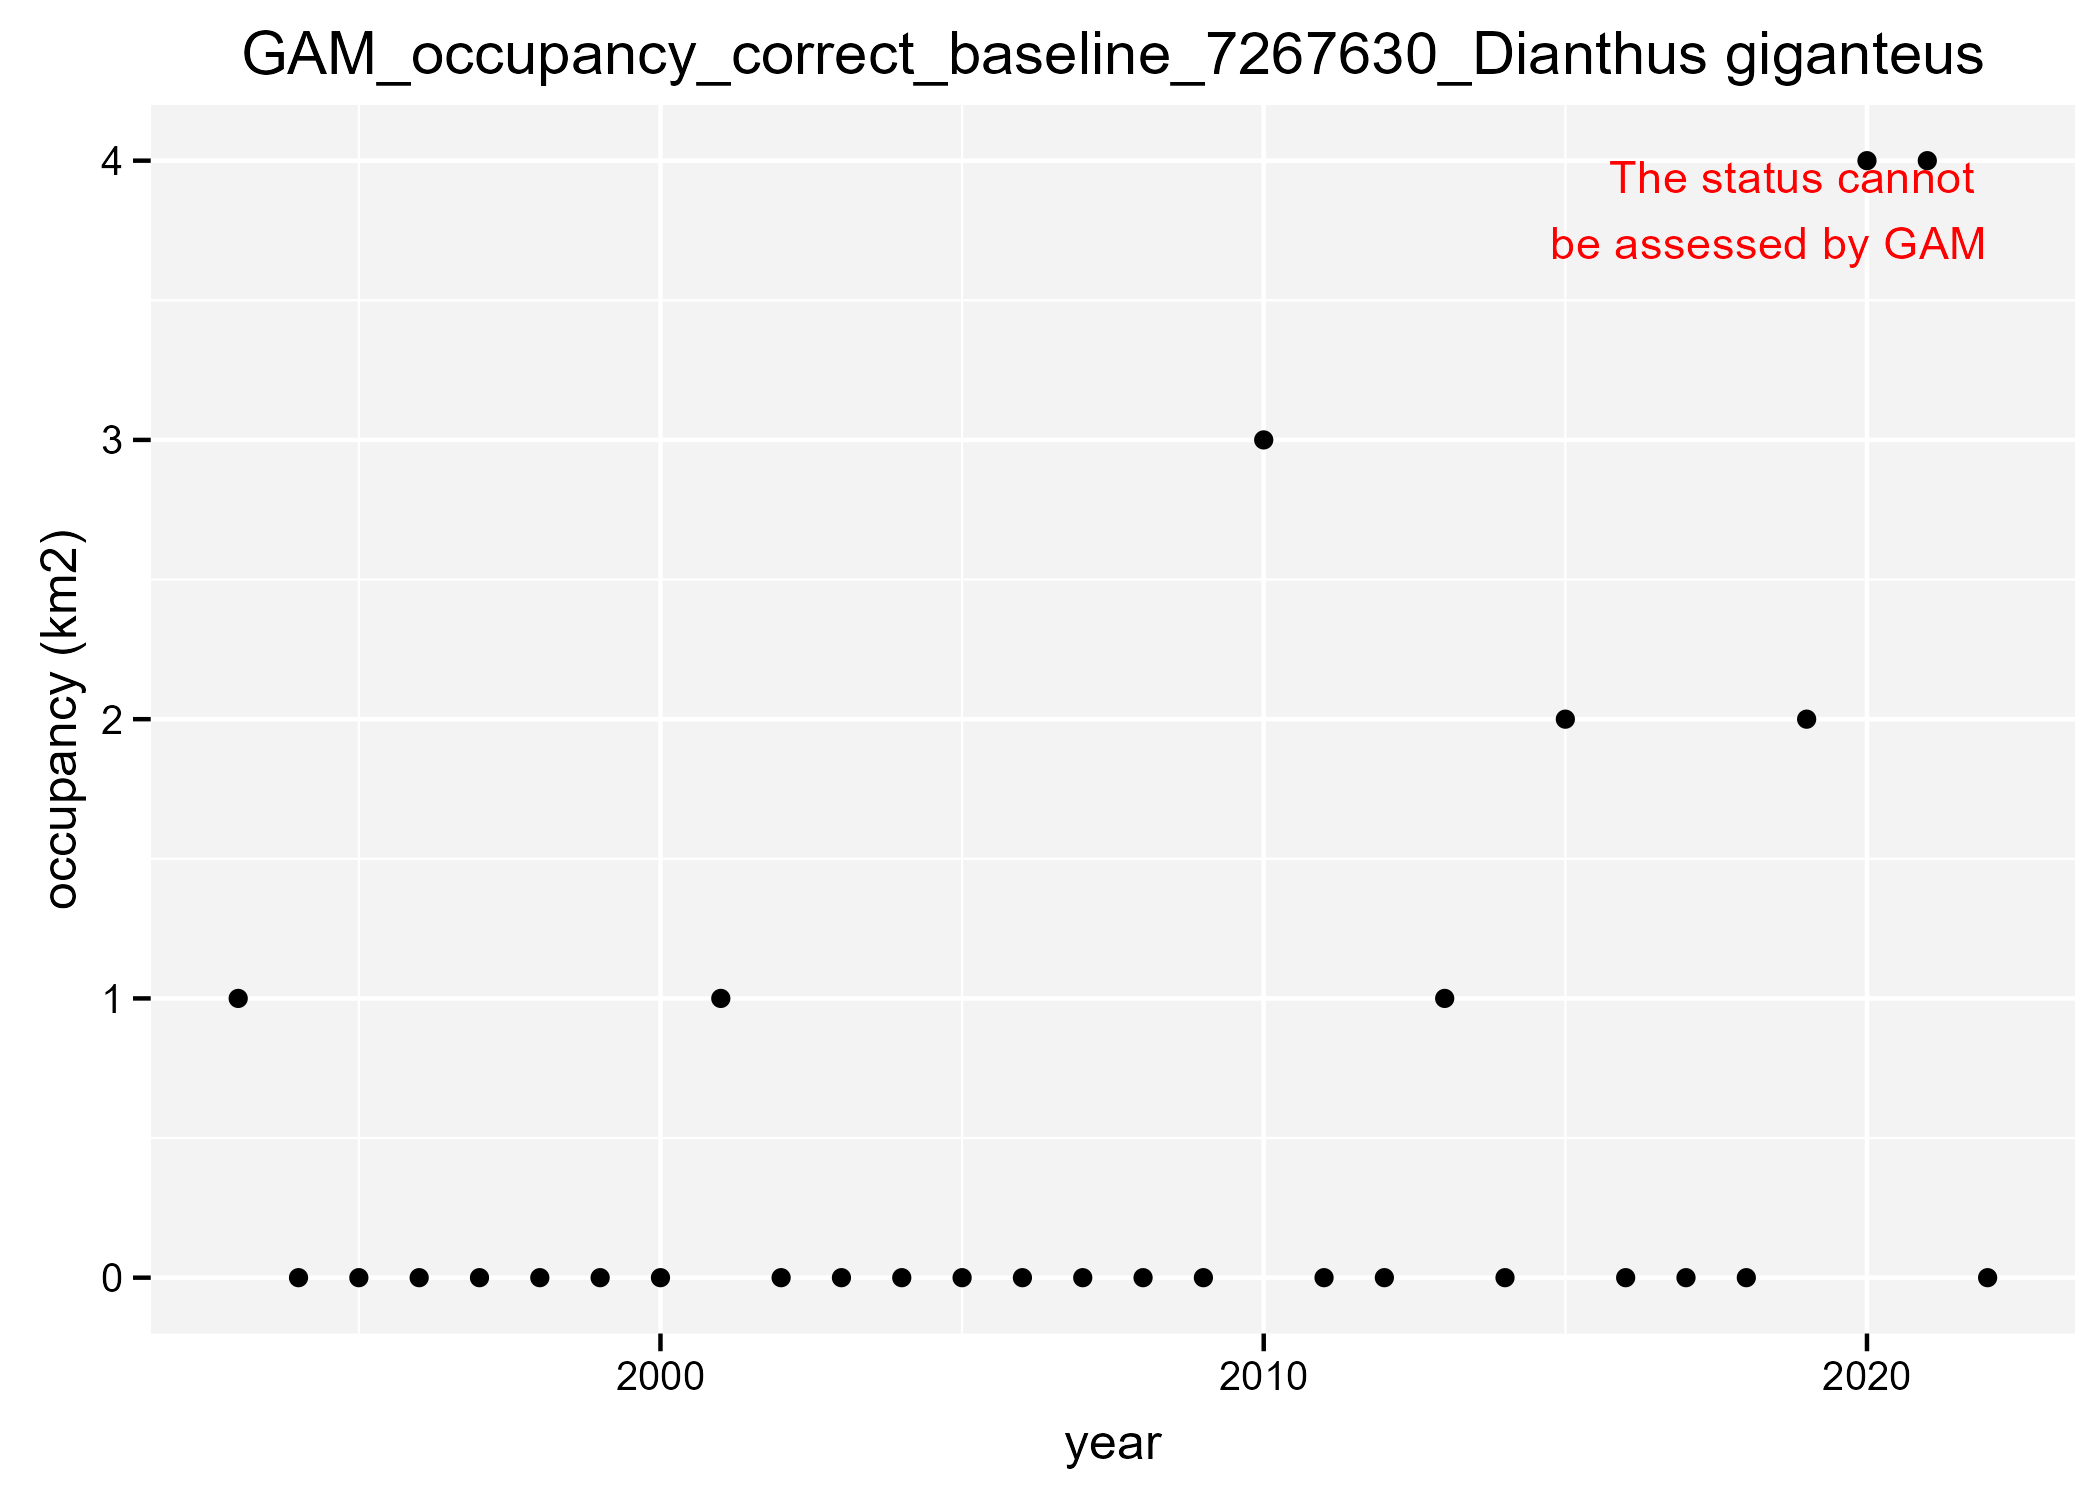 GAM_occupancy_correct_baseline_7267630_Dianthus giganteus
4
The status cannot
be assessed by GAM
3
occupancy (km2)
2
1
0
2000 2010 2020
year